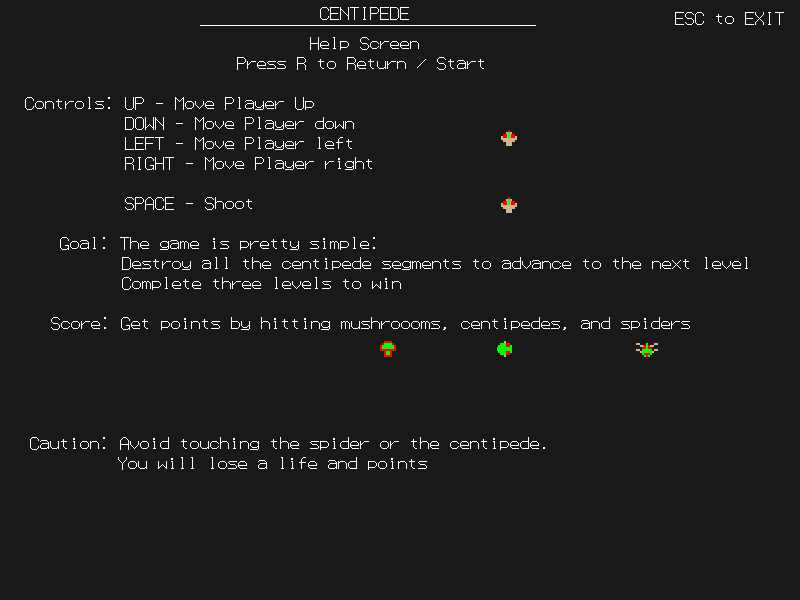 CENTIPEDE
ESC to EXIT
Help Screen
Press R to Return / Start
Controls: UP - Move Player Up
DOWN - Move Player down
LEFT - Move Player left
RIGHT - Move Player right
SPACE - Shoot
Goal: The game is pretty simple:
Destroy all the centipede segments to advance to the next level
Complete three levels to win
Score: Get points by hitting mushroooms, centipedes, and spiders
Caution: Avoid touching the spider or the centipede.
You will lose a life and points